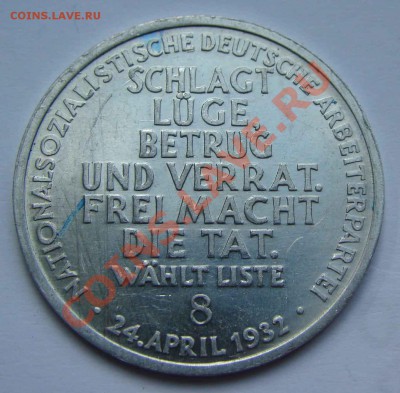 COINS.LAVE.RU
NATIONALSOZIALISTISCHE DEUTSCHE ARBEITERPARTEI
SCHLAGT
LÜGE,
BETRUG
UND VERRAT.
FREI MACHT
DIE TAT.
WÄHLT LISTE
8
· 24. APRIL 1932 ·
COINS.LAVE.RU